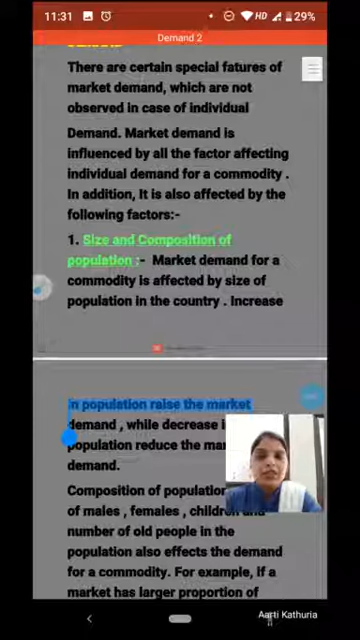 11:31
HD
29%
Demand 2
There are certain special fatures of
market demand, which are not
observed in case of individual
Demand. Market demand is
influenced by all the factor affecting
individual demand for a commodity .
In addition, It is also affected by the
following factors:-
1. Size and Composition of
population :- Market demand for a
commodity is affected by size of
population in the country . Increase
In population raise the market
demand , while decrease
population reduce the
demand.
Composition of population
of males , females , children and
number of old people in the
population also effects the demand
for a commodity. For example, if a
market has larger proportion of
Aarti Kathuria